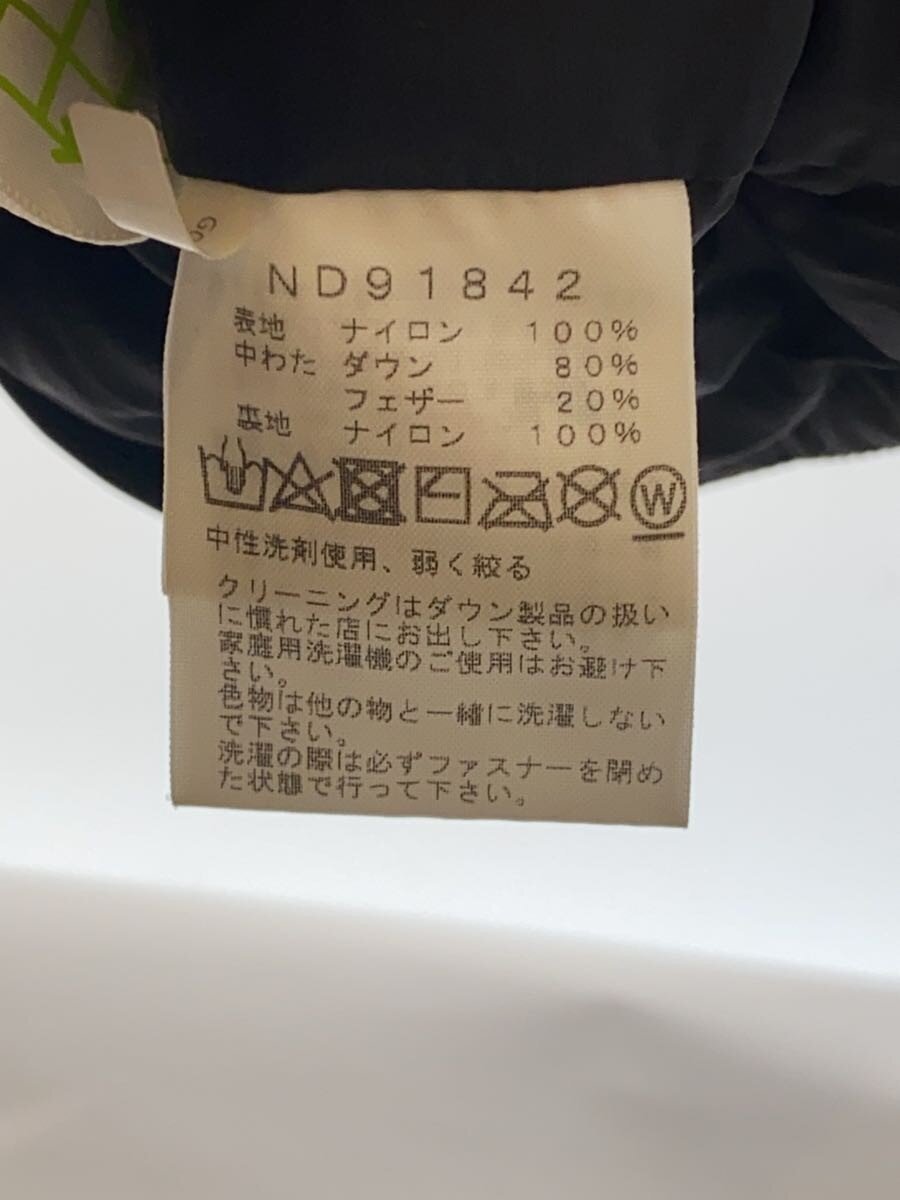 Go
ND91842
表地 ナイロン 100%
中わた ダウン 80%
フェザー 20%
裏地 ナイロン 100%
W
中性洗剤使用、弱く絞る
クリーニングはダウン製品の扱い
に慣れた店にお出し下さい。
家庭用洗濯機のご使用はお避け下
さい。
色物は他の物と一緒に洗濯しない
で下さい。
洗濯の際は必ずファスナーを閉め
た状態で行って下さい。